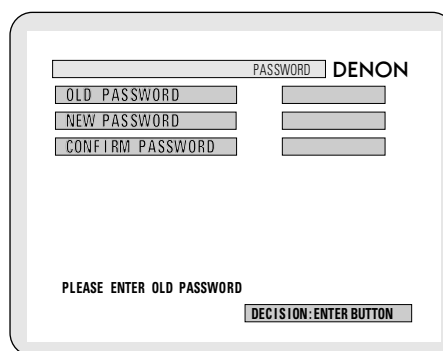 PASSWORD DENON
OLD PASSWORD
NEW PASSWORD
CONFIRM PASSWORD
PLEASE ENTER OLD PASSWORD
DECISION:ENTER BUTTON